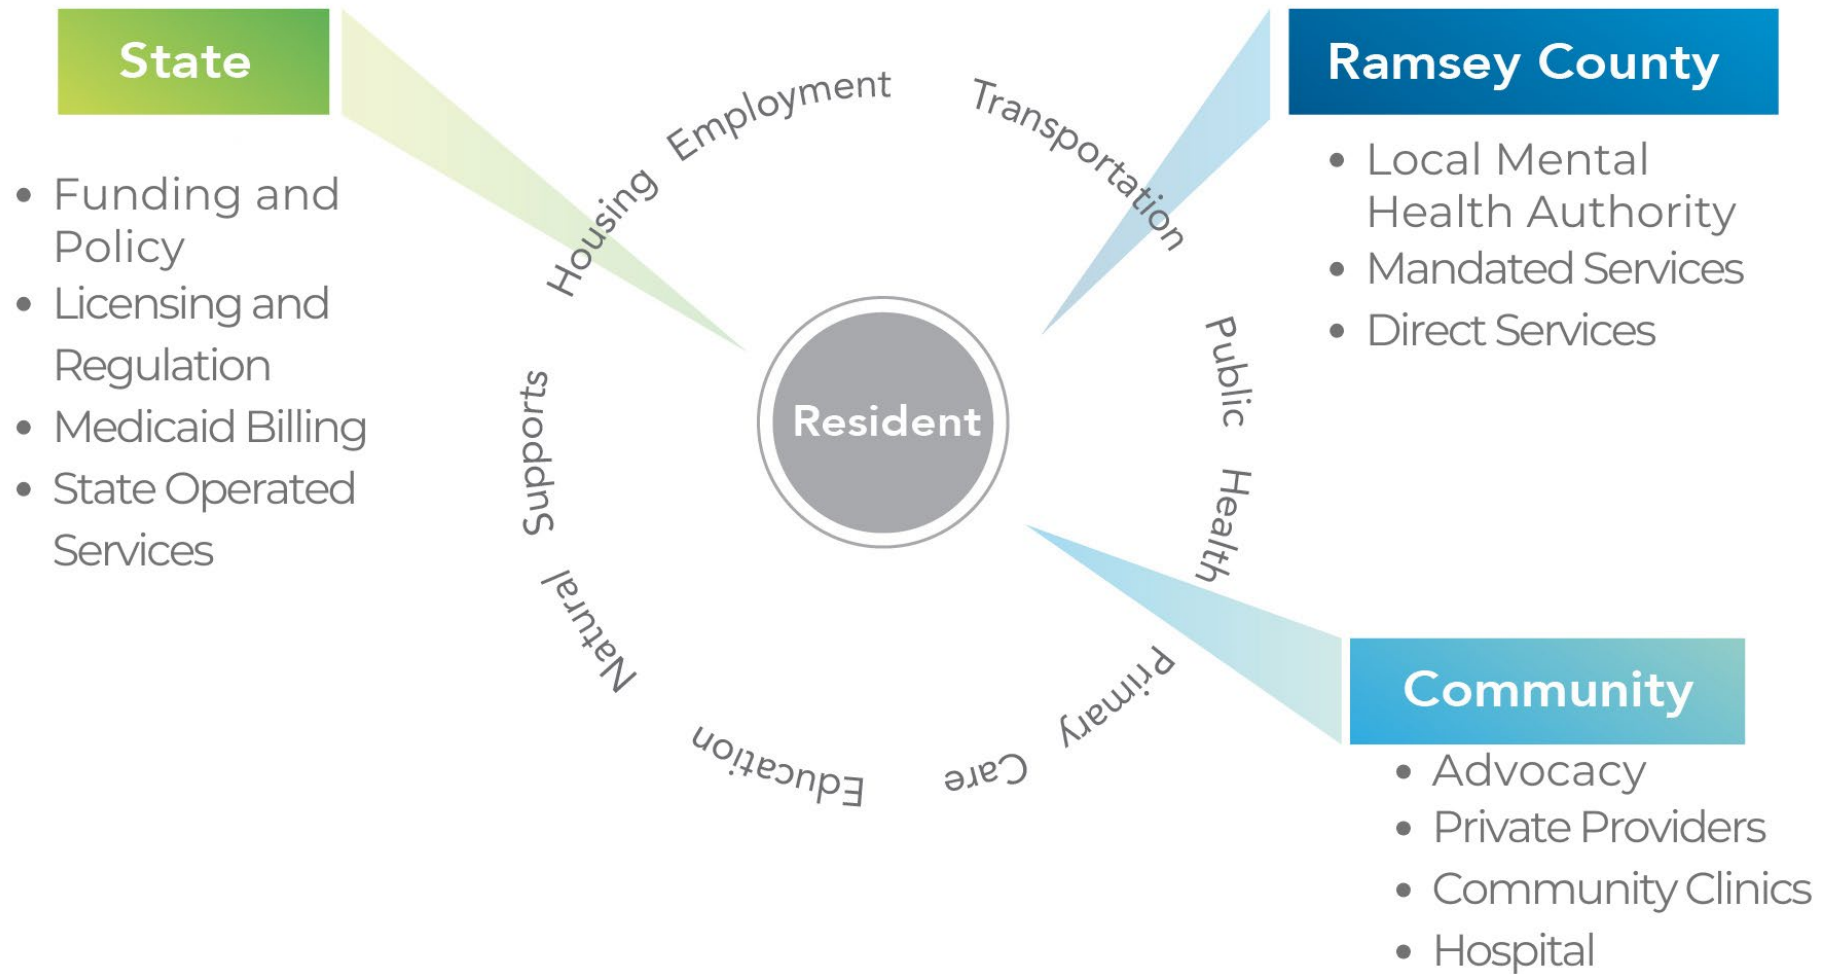 State
• Funding and
Policy
• Licensing and
Regulation
• Medicaid Billing
• State Operated
Services
Housing
Employment
Transportation
Public
Health
Primary
Care
Education
Natural
Supports
Resident
Ramsey County
• Local Mental
Health Authority
• Mandated Services
• Direct Services
Community
• Advocacy
• Private Providers
• Community Clinics
• Hospital